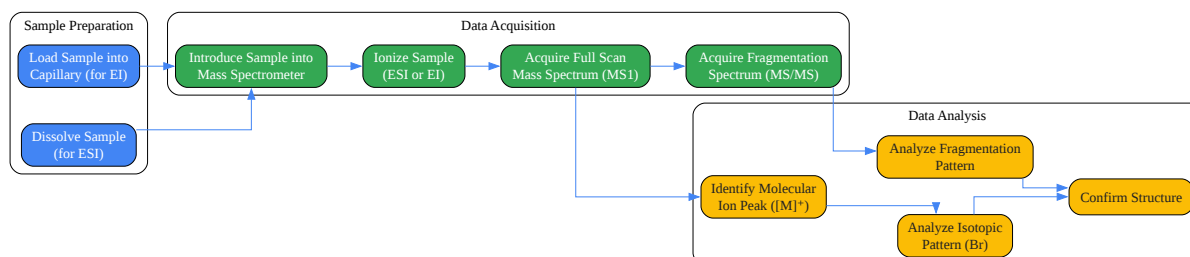 Sample Preparation
Load Sample into
Capillary (for EI)
Dissolve Sample
(for ESI)
Data Acquisition
Introduce Sample into
Mass Spectrometer
Ionize Sample
(ESI or EI)
Acquire Full Scan
Mass Spectrum (MS1)
Acquire Fragmentation
Spectrum (MS/MS)
Data Analysis
Identify Molecular
Ion Peak ([M]⁺)
Analyze Fragmentation
Pattern
Analyze Isotopic
Pattern (Br)
Confirm Structure